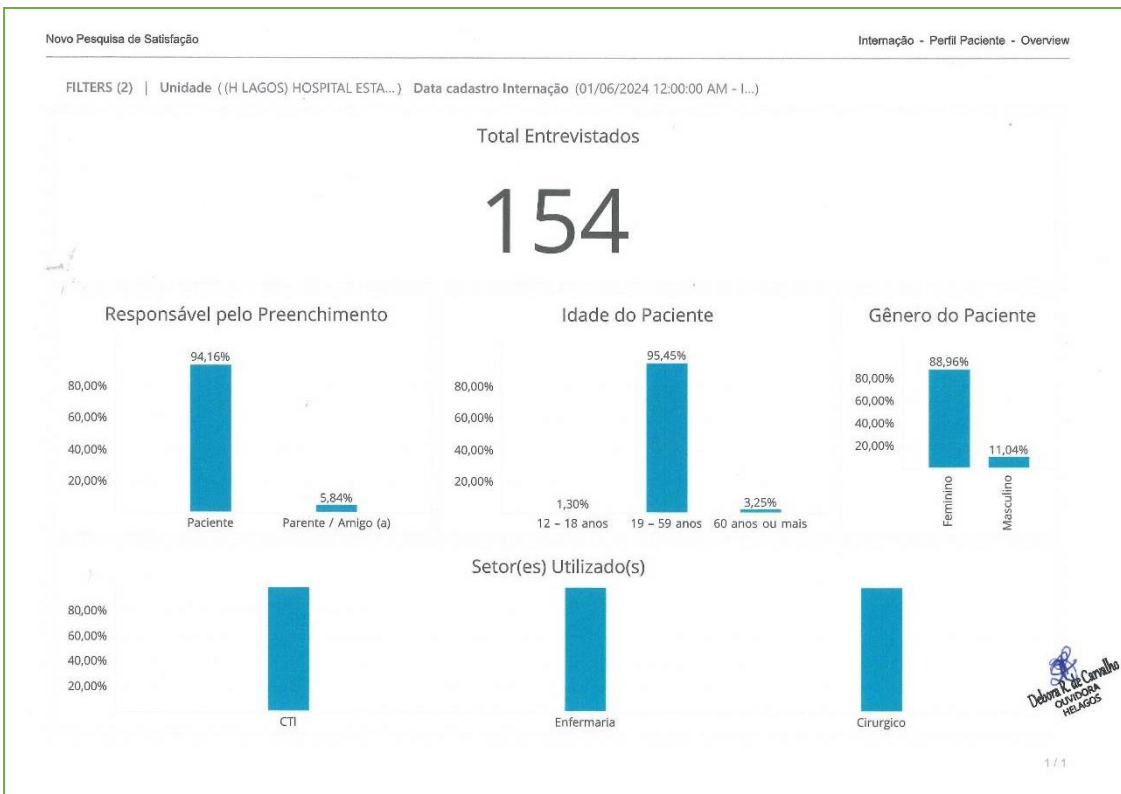 Novo Pesquisa de Satisfação
Internação - Perfil Paciente - Overview
FILTERS (2) | Unidade ((H LAGOS) HOSPITAL ESTA...) Data cadastro Internação (01/06/2024 12:00:00 AM - I...)
Total Entrevistados
154
Responsável pelo Preenchimento
94,16%
80,00%
60,00%
40,00%
20,00%
5,84%
Paciente
Parente / Amigo (a)
Idade do Paciente
95,45%
80,00%
60,00%
40,00%
20,00%
1,30%
3,25%
12 – 18 anos
19 – 59 anos
60 anos ou mais
Gênero do Paciente
88,96%
80,00%
60,00%
40,00%
20,00%
11,04%
Feminino
Masculino
Setor(es) Utilizado(s)
80,00%
60,00%
40,00%
20,00%
CTI
Enfermaria
Cirurgico
Debora R. de Carvalho
OUVIDORA
HELAGOS
1 / 1